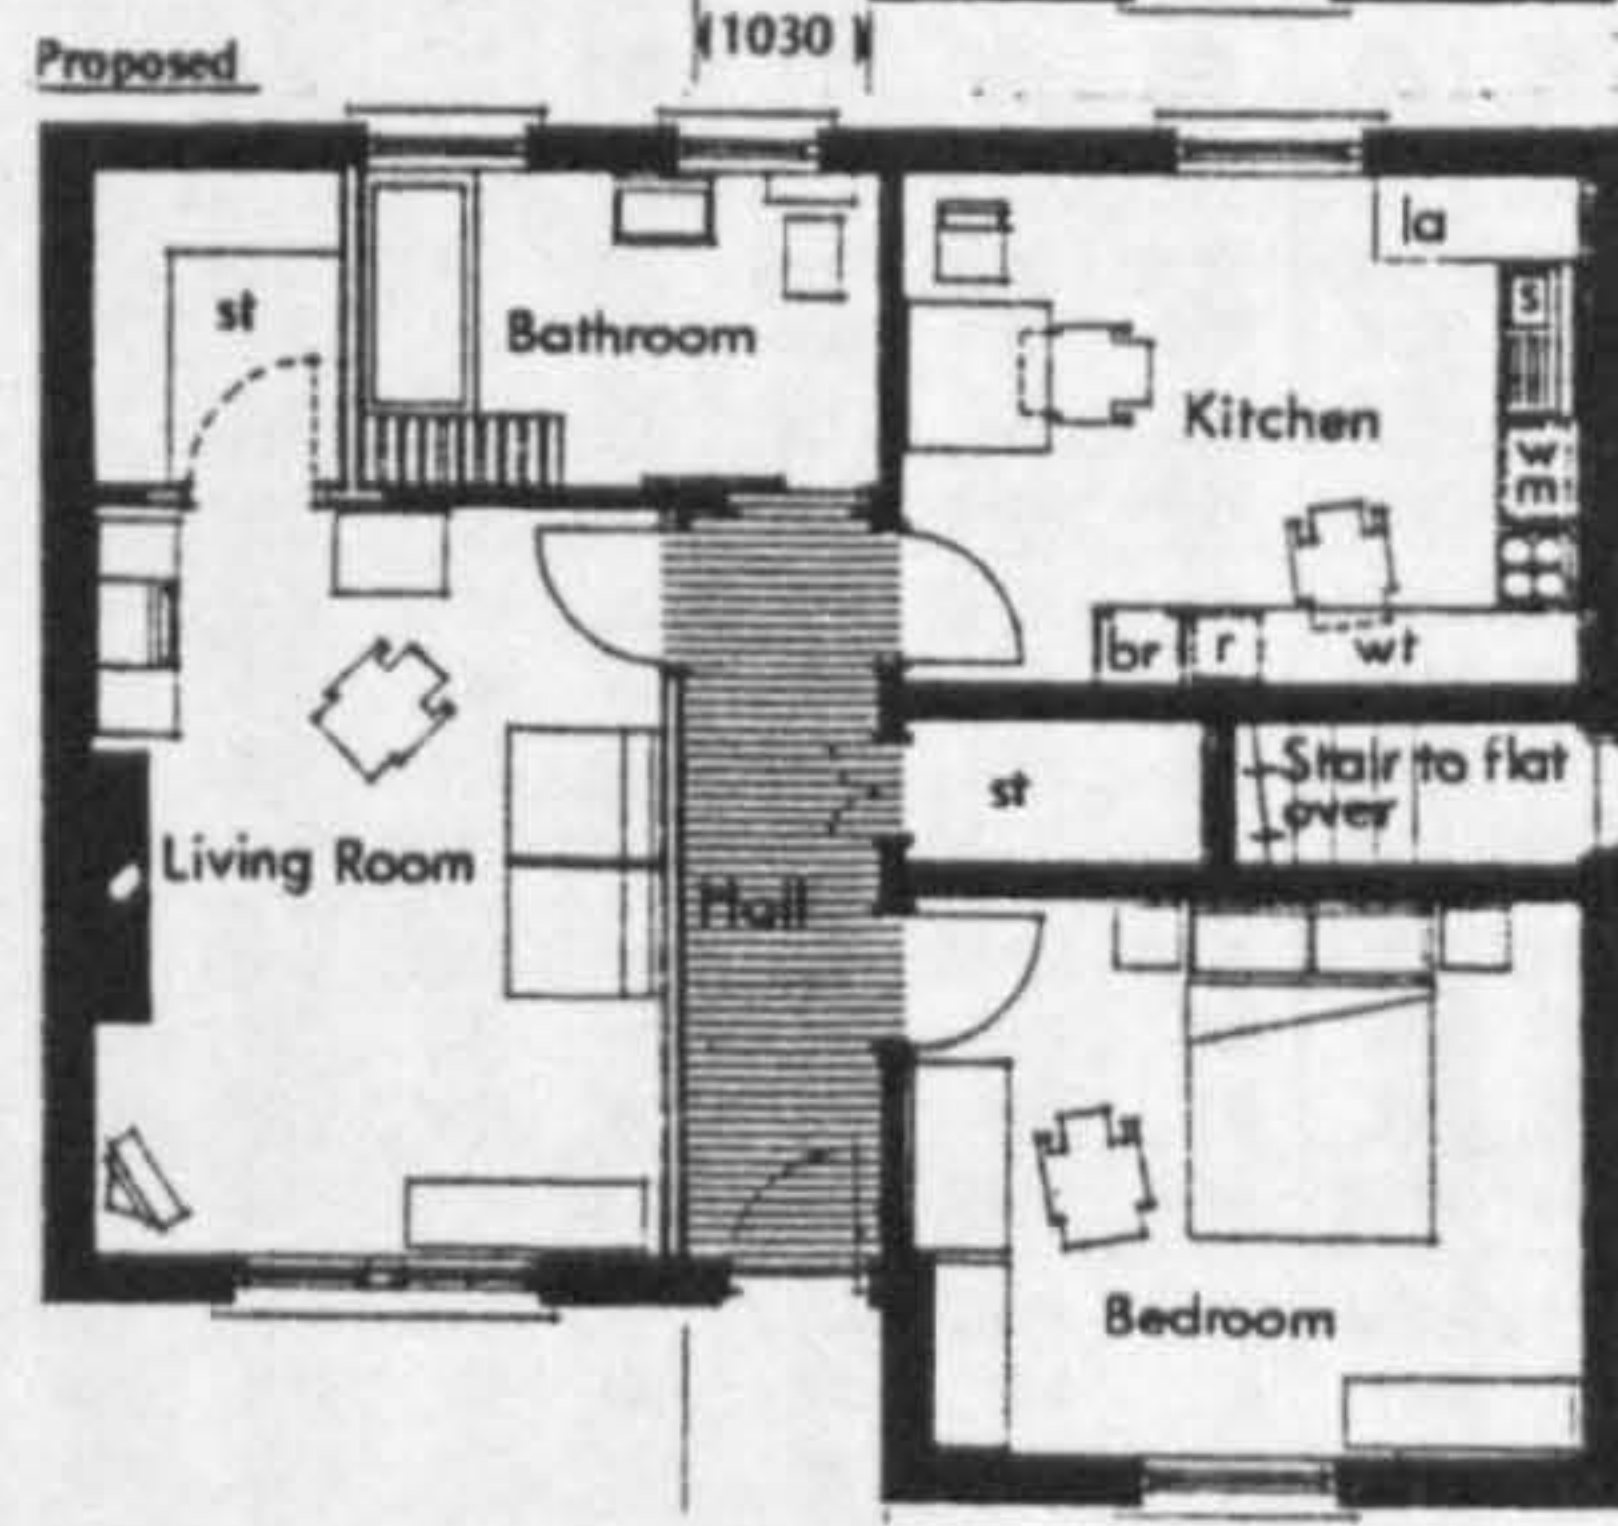 (1030)
Proposed
la
st
s
Bathroom
Kitchen
w
m
br
r
wt
Stair to flat
over
st
Living Room
Hall
Bedroom